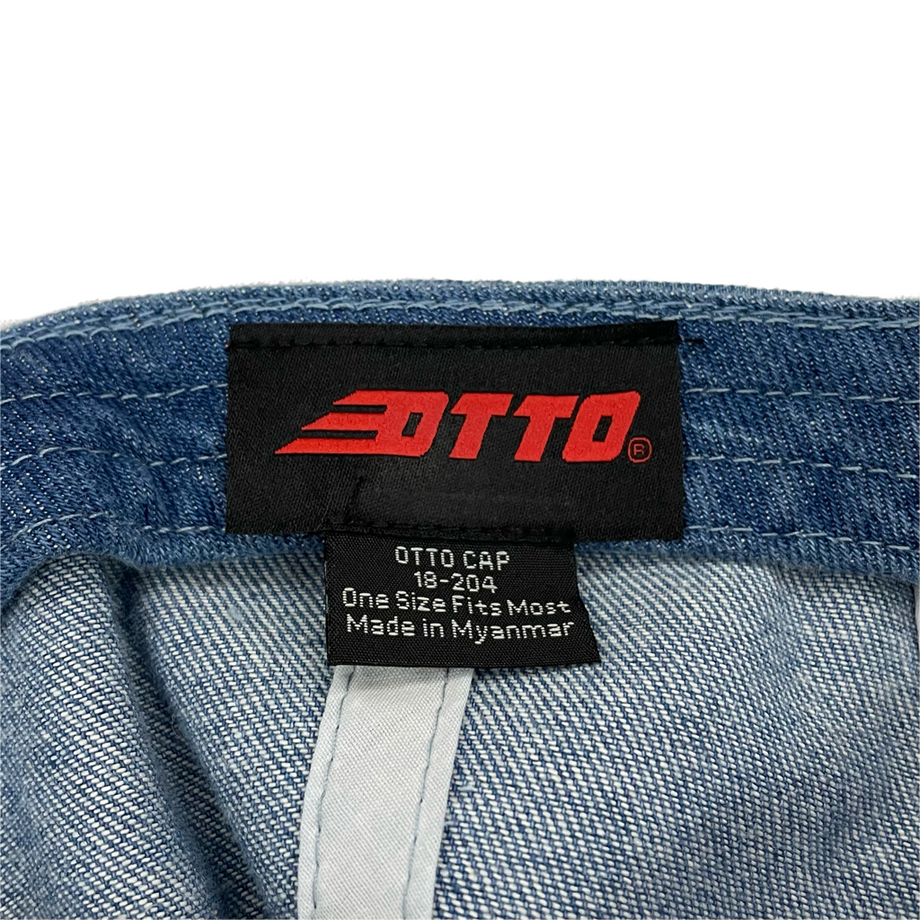 OTTO®
OTTO CAP
18-204
One Size Fits Most
Made in Myanmar